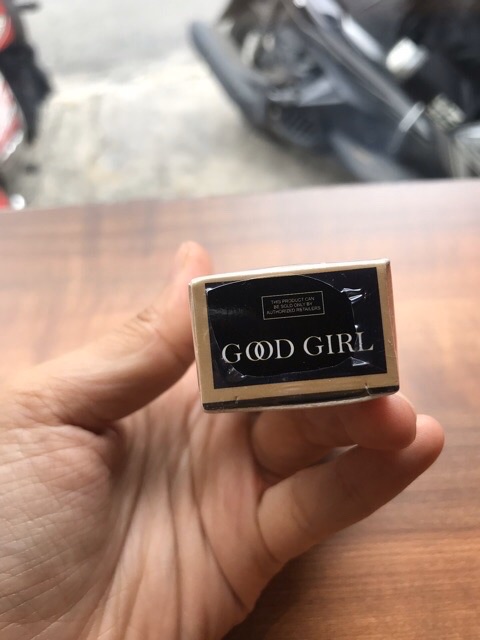 THIS PRODUCT CAN
BE SOLD ONLY BY
AUTHORIZED RETAILERS
GOOD GIRL